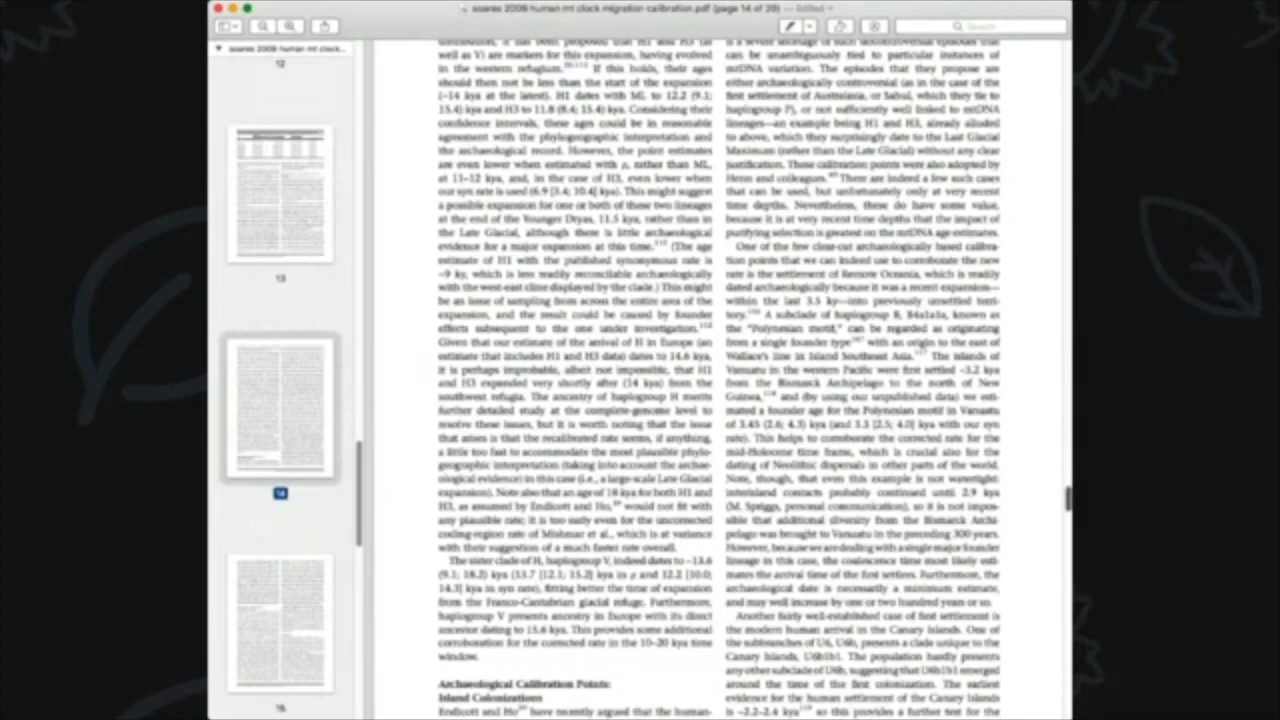 soares 2009 human mt clock migration calibration.pdf (page 14 of 20) — Edited
Search
soares 2009 human mt clock...
12
13
14
15
distribution, it has been proposed that H1 and H3 (as
well as V) are markers for this expansion, having evolved
in the western refugium. If this holds, their ages
should then not be less than the start of the expansion
(~14 kya at the latest). H1 dates with ML to 12.2 (9.1;
15.4) kya and H3 to 11.8 (8.4; 15.4) kya. Considering their
confidence intervals, these ages could be in reasonable
agreement with the phylogeographic interpretation and
the archaeological record. However, the point estimates
are even lower when estimated with ρ, rather than ML,
at 11–12 kya, and, in the case of H3, even lower when
our syn rate is used (6.9 [3.4; 10.4] kya). This might suggest
a possible expansion for one or both of these two lineages
at the end of the Younger Dryas, 11.5 kya, rather than in
the Late Glacial, although there is little archaeological
evidence for a major expansion at this time. (The age
estimate of H1 with the published synonymous rate is
~9 ky, which is less readily reconcilable archaeologically
with the west-east cline displayed by the clade.) This might
be an issue of sampling from across the entire area of the
expansion, and the result could be caused by founder
effects subsequent to the one under investigation.
Given that our estimate of the arrival of H in Europe (an
estimate that includes H1 and H3 data) dates to 14.6 kya,
it is perhaps improbable, albeit not impossible, that H1
and H3 expanded very shortly after (14 kya) from the
southwest refugia. The ancestry of haplogroup H merits
further detailed study at the complete-genome level to
resolve these issues, but it is worth noting that the issue
that arises is that the recalibrated rate seems, if anything,
a little too fast to accommodate the most plausible phylo-
geographic interpretation (taking into account the archae-
ological evidence) in this case (i.e., a large-scale Late Glacial
expansion). Note also that an age of 18 kya for both H1 and
H3, as assumed by Endicott and Ho, would not fit with
any plausible rate; it is too early even for the uncorrected
coding-region rate of Mishmar et al., which is at variance
with their suggestion of a much faster rate overall.
The sister clade of H, haplogroup V, indeed dates to ~13.6
(9.1; 18.2) kya (13.7 [12.1; 15.2] kya in ρ and 12.2 [10.0;
14.3] kya in syn rate), fitting better the time of expansion
from the Franco-Cantabrian glacial refuge. Furthermore,
haplogroup V presents ancestry in Europe with its direct
ancestor dating to 15.6 kya. This provides some additional
corroboration for the corrected rate in the 10–20 kya time
window.
Archaeological Calibration Points:
Island Colonizations
Endicott and Ho have recently argued that the human-
is a severe shortage of such uncontroversial episodes that
can be unambiguously tied to particular instances of
mtDNA variation. The episodes that they propose are
either archaeologically controversial (as in the case of the
first settlement of Australasia, or Sahul, which they tie to
haplogroup P), or not sufficiently well linked to mtDNA
lineages—an example being H1 and H3, already alluded
to above, which they surprisingly date to the Last Glacial
Maximum (rather than the Late Glacial) without any clear
justification. These calibration points were also adopted by
Henn and colleagues. There are indeed a few such cases
that can be used, but unfortunately only at very recent
time depths. Nevertheless, these do have some value,
because it is at very recent time depths that the impact of
purifying selection is greatest on the mtDNA age estimates.
One of the few clear-cut archaeologically based calibra-
tion points that we can indeed use to corroborate the new
rate is the settlement of Remote Oceania, which is readily
dated archaeologically because it was a recent expansion—
within the last 3.5 ky—into previously unsettled terri-
tory. A subclade of haplogroup B, B4a1a1a, known as
the "Polynesian motif," can be regarded as originating
from a single founder type with an origin to the east of
Wallace's line in Island Southeast Asia. The islands of
Vanuatu in the western Pacific were first settled ~3.2 kya
from the Bismarck Archipelago to the north of New
Guinea, and (by using our unpublished data) we esti-
mated a founder age for the Polynesian motif in Vanuatu
of 3.45 (2.6; 4.3) kya (and 3.3 [2.5; 4.0] kya with our syn
rate). This helps to corroborate the corrected rate for the
mid-Holocene time frame, which is crucial also for the
dating of Neolithic dispersals in other parts of the world.
Note, though, that even this example is not watertight:
interisland contacts probably continued until 2.9 kya
(M. Spriggs, personal communication), so it is not impos-
sible that additional diversity from the Bismarck Archi-
pelago was brought to Vanuatu in the preceding 300 years.
However, because we are dealing with a single major founder
lineage in this case, the coalescence time most likely esti-
mates the arrival time of the first settlers. Furthermore, the
archaeological date is necessarily a minimum estimate,
and may well increase by one or two hundred years or so.
Another fairly well-established case of first settlement is
the modern human arrival in the Canary Islands. One of
the subbranches of U6, U6b, presents a clade unique to the
Canary Islands, U6b1b1. The population hardly presents
any other subclade of U6b, suggesting that U6b1b1 emerged
around the time of the first colonization. The earliest
evidence for the human settlement of the Canary Islands
is ~2.2–2.4 kya so this provides a further test for the